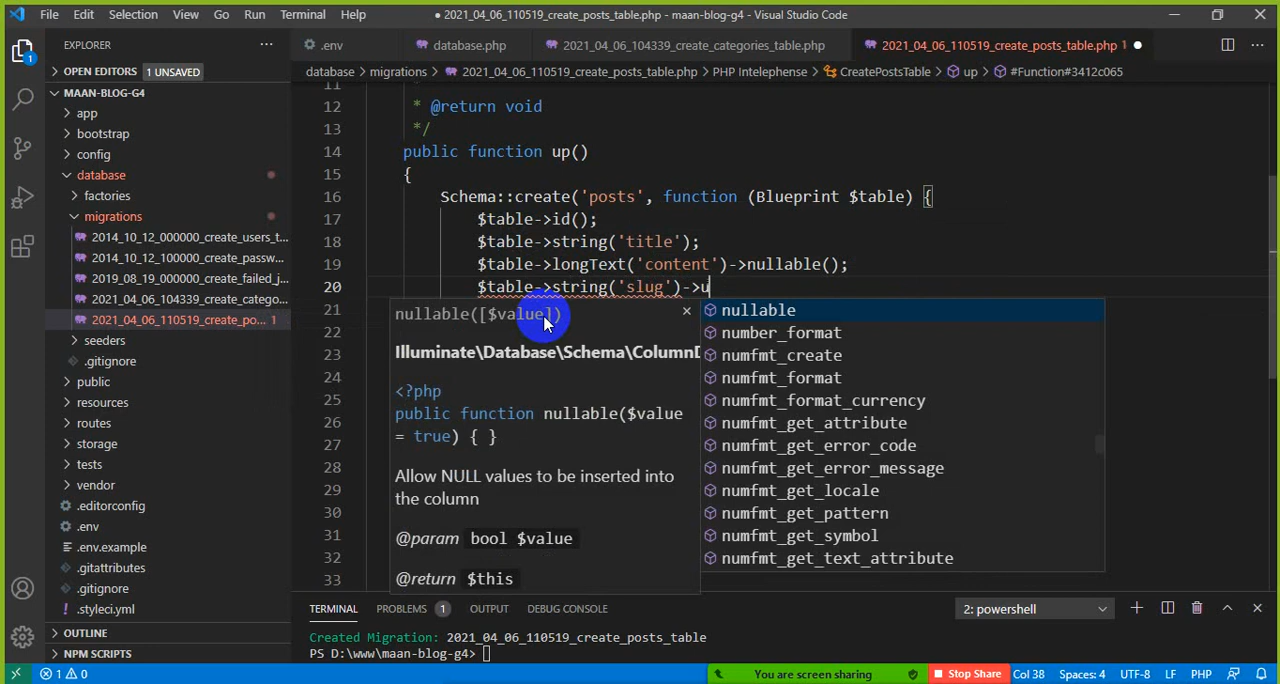 File Edit Selection View Go Run Terminal Help
● 2021_04_06_110519_create_posts_table.php - maan-blog-g4 - Visual Studio Code
EXPLORER
.env
database.php
2021_04_06_104339_create_categories_table.php
2021_04_06_110519_create_posts_table.php 1
OPEN EDITORS 1 UNSAVED
database > migrations > 2021_04_06_110519_create_posts_table.php > PHP Intelephense > CreatePostsTable > up > #Function#3412c065
MAAN-BLOG-G4
app
bootstrap
config
database
factories
migrations
2014_10_12_000000_create_users_t...
2014_10_12_100000_create_passw...
2019_08_19_000000_create_failed_j...
2021_04_06_104339_create_catego...
2021_04_06_110519_create_po... 1
seeders
.gitignore
public
resources
routes
storage
tests
vendor
.editorconfig
.env
.env.example
.gitattributes
.gitignore
.styleci.yml
OUTLINE
NPM SCRIPTS
11
12 * @return void
13 */
14 public function up()
15 {
16 Schema::create('posts', function (Blueprint $table) {
17 $table->id();
18 $table->string('title');
19 $table->longText('content')->nullable();
20 $table->string('slug')->u
21
22
23
24
25
26
27
28
29
30
31
32
33
nullable([$value])
Illuminate\Database\Schema\ColumnD
<?php
public function nullable($value
= true) { }
Allow NULL values to be inserted into
the column
@param bool $value
@return $this
nullable
number_format
numfmt_create
numfmt_format
numfmt_format_currency
numfmt_get_attribute
numfmt_get_error_code
numfmt_get_error_message
numfmt_get_locale
numfmt_get_pattern
numfmt_get_symbol
numfmt_get_text_attribute
TERMINAL PROBLEMS 1 OUTPUT DEBUG CONSOLE
2: powershell
Created Migration: 2021_04_06_110519_create_posts_table
PS D:\www\maan-blog-g4>
1 0
You are screen sharing
Stop Share
Col 38 Spaces: 4 UTF-8 LF PHP